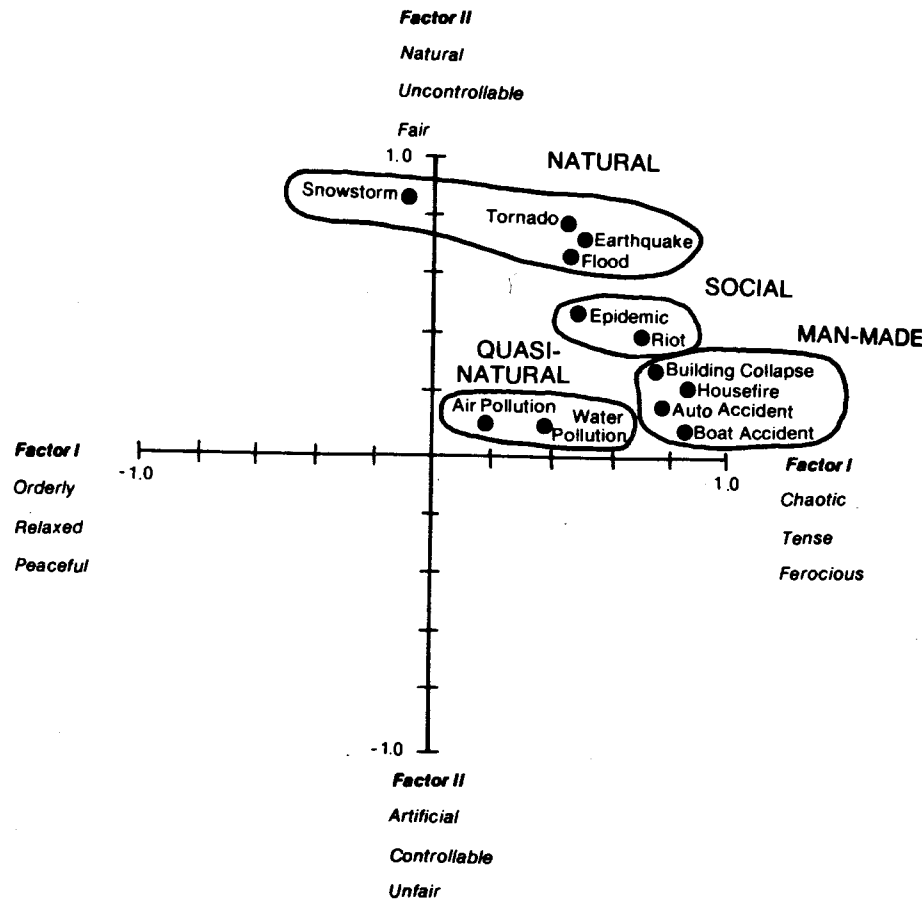 Factor II
Natural
Uncontrollable
Fair
1.0
NATURAL
Snowstorm
Tornado
Earthquake
Flood
SOCIAL
Epidemic
Riot
MAN-MADE
QUASI-
NATURAL
Building Collapse
Housefire
Auto Accident
Boat Accident
Air Pollution
Water
Pollution
Factor I
-1.0
Orderly
Relaxed
Peaceful
1.0
Factor I
Chaotic
Tense
Ferocious
-1.0
Factor II
Artificial
Controllable
Unfair